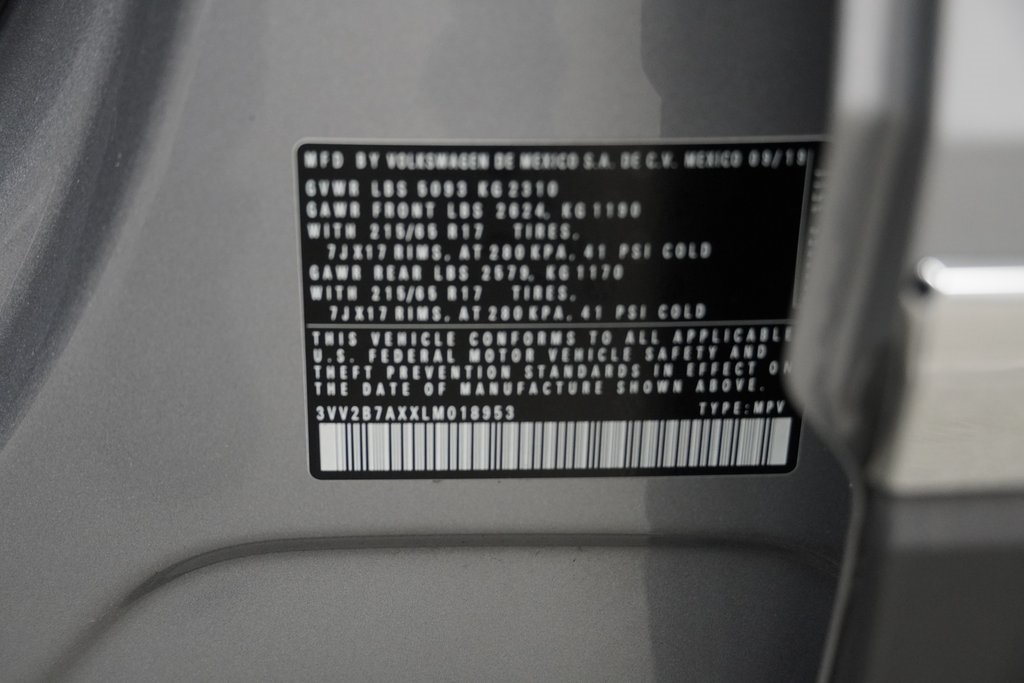 MFD BY VOLKSWAGEN DE MEXICO S.A. DE C.V. MEXICO
GVWR LBS 5093 KG 2310
GAWR FRONT LBS 2624, KG 1190
WITH 215/65 R17 TIRES,
7JX17 RIMS, AT 280 KPA, 41 PSI COLD
GAWR REAR LBS 2579, KG 1170
WITH 215/65 R17 TIRES,
7JX17 RIMS, AT 280 KPA, 41 PSI COLD
THIS VEHICLE CONFORMS TO ALL APPLICABLE
U.S. FEDERAL MOTOR VEHICLE SAFETY AND
THEFT PREVENTION STANDARDS IN EFFECT ON
THE DATE OF MANUFACTURE SHOWN ABOVE.
3VV2B7AXXLM018953 TYPE: MPV